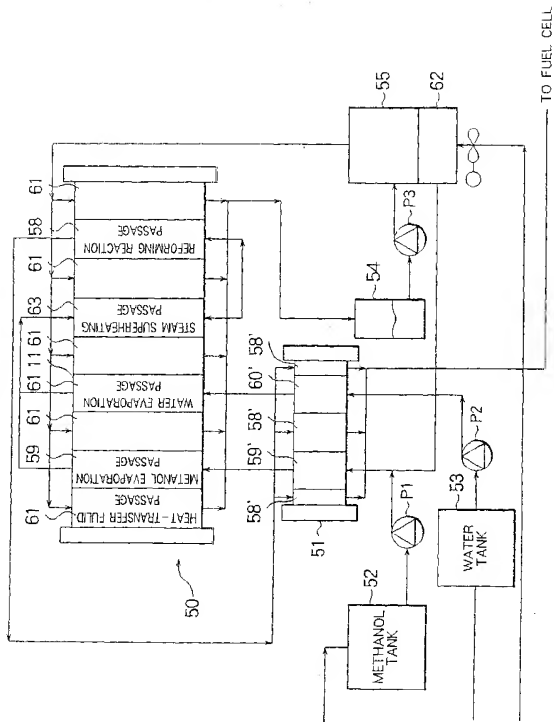 61
59
61
61
11
61
63
61
58
61
HEAT-TRANSFER FULID
PASSAGE
METANOL EVAPORATION
PASSAGE
WATER EVAPORATION
PASSAGE
STEAM SUPERHEATING
PASSAGE
REFORMING REACTION
PASSAGE
50
58'
59'
58'
60'
58'
51
54
55
62
P3
52
METHANOL
TANK
P1
53
WATER
TANK
P2
TO FUEL CELL